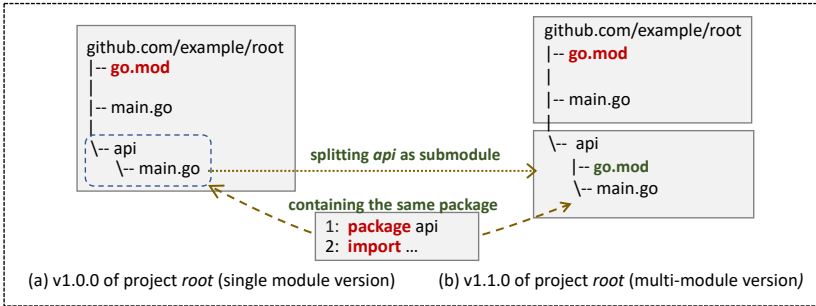 github.com/example/root
|-- go.mod
|
|-- main.go
|
\-- api
\-- main.go
splitting api as submodule
containing the same package
1: package api
2: import ...
github.com/example/root
|-- go.mod
|
|-- main.go
|
\-- api
|-- go.mod
\-- main.go
(a) v1.0.0 of project root (single module version)
(b) v1.1.0 of project root (multi-module version)